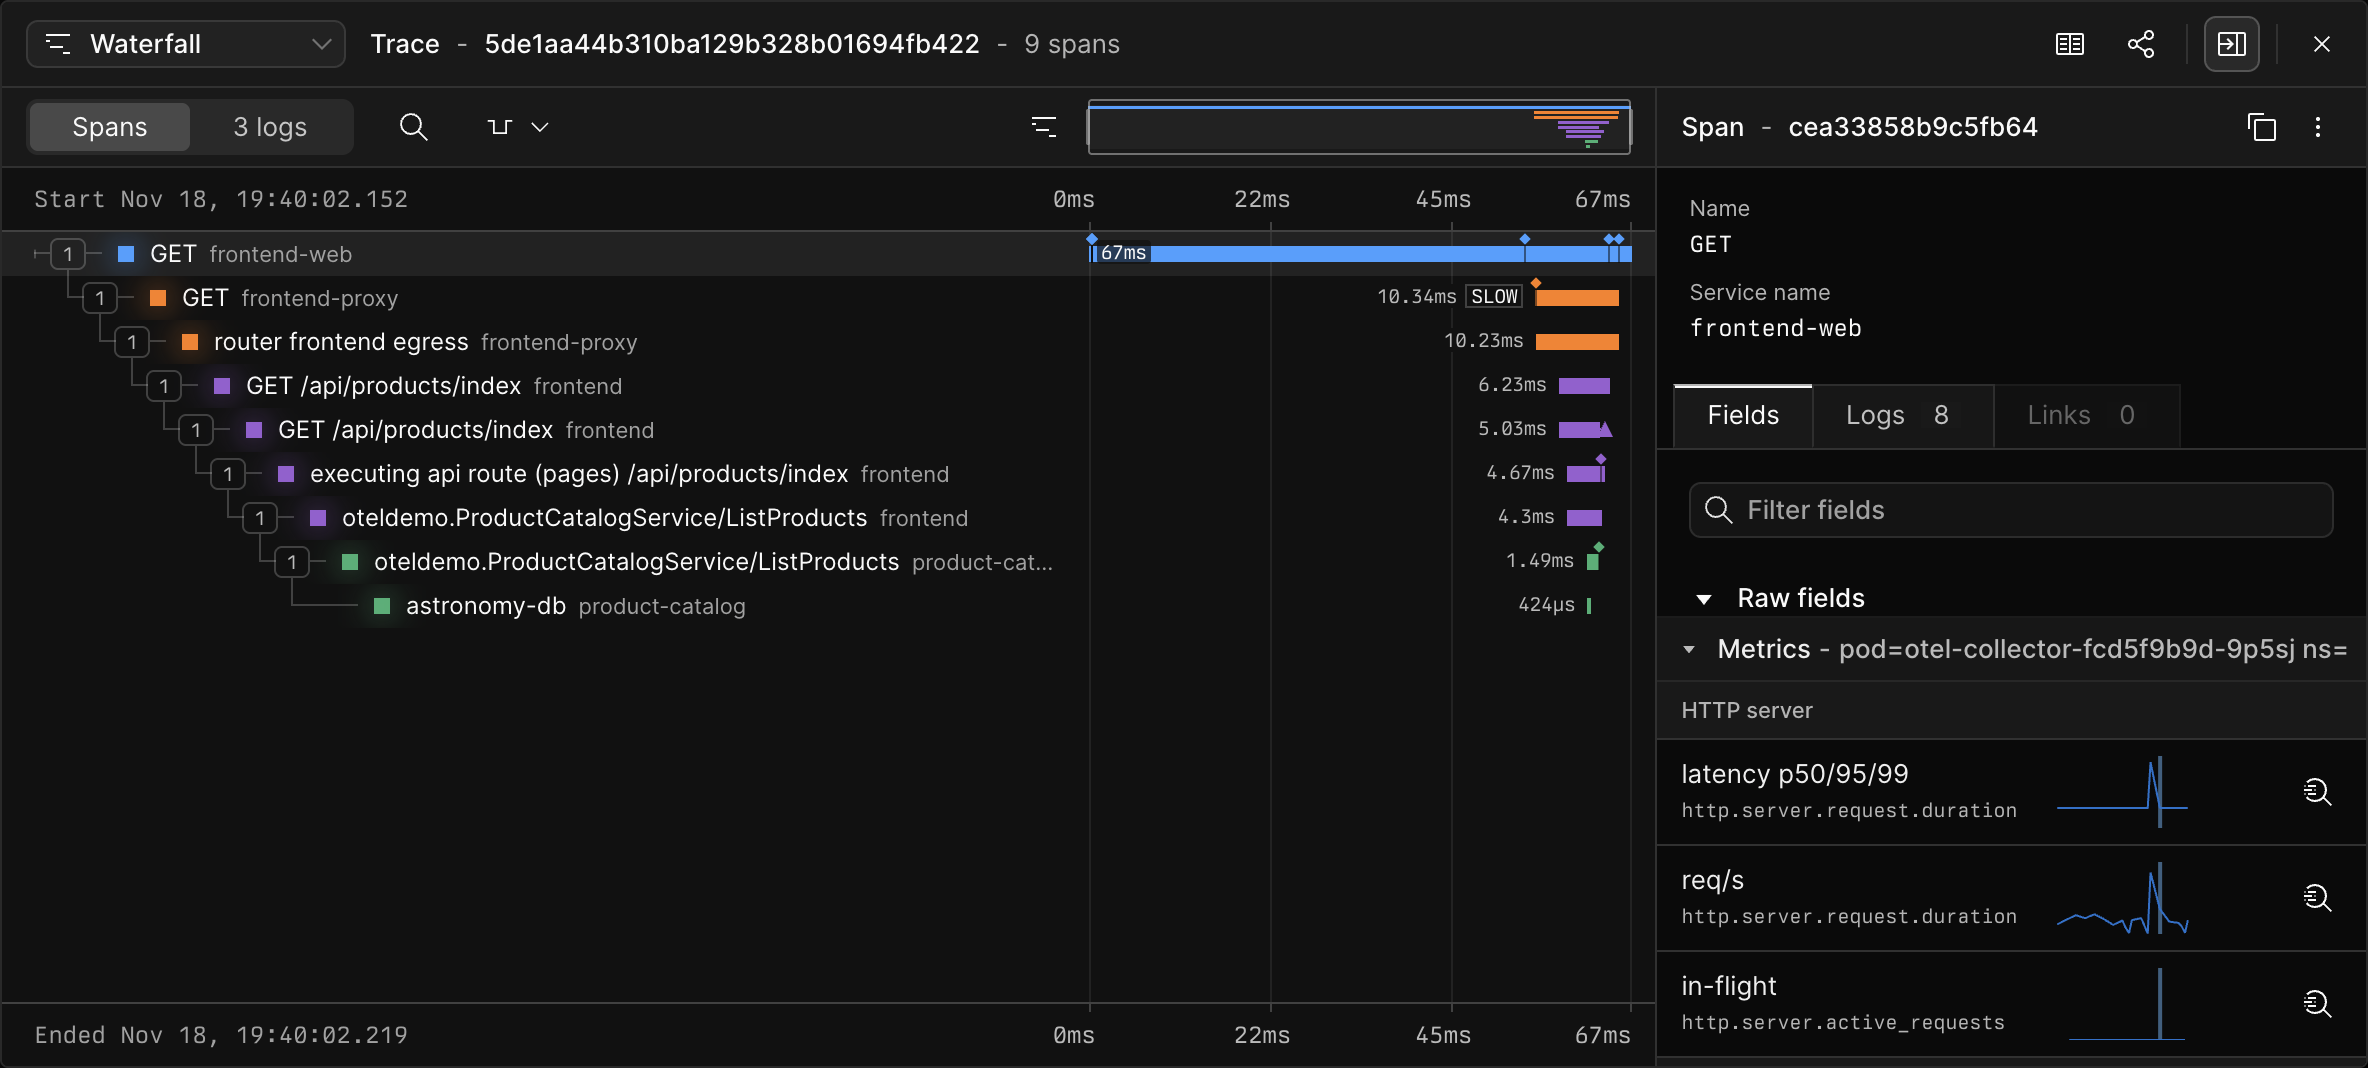 Waterfall Trace - 5de1aa44b310ba129b328b01694fb422 - 9 spans
Spans 3 logs
Start Nov 18, 19:40:02.152 0ms 22ms 45ms 67ms
1 GET frontend-web 67ms
1 GET frontend-proxy 10.34ms SLOW
1 router frontend egress frontend-proxy 10.23ms
1 GET /api/products/index frontend 6.23ms
1 GET /api/products/index frontend 5.03ms
1 executing api route (pages) /api/products/index frontend 4.67ms
1 oteldemo.ProductCatalogService/ListProducts frontend 4.3ms
1 oteldemo.ProductCatalogService/ListProducts product-cat... 1.49ms
astronomy-db product-catalog 424µs
Ended Nov 18, 19:40:02.219 0ms 22ms 45ms 67ms
Span - cea33858b9c5fb64
Name
GET
Service name
frontend-web
Fields Logs 8 Links 0
Filter fields
Raw fields
Metrics - pod=otel-collector-fcd5f9b9d-9p5sj ns=
HTTP server
latency p50/95/99
http.server.request.duration
req/s
http.server.request.duration
in-flight
http.server.active_requests